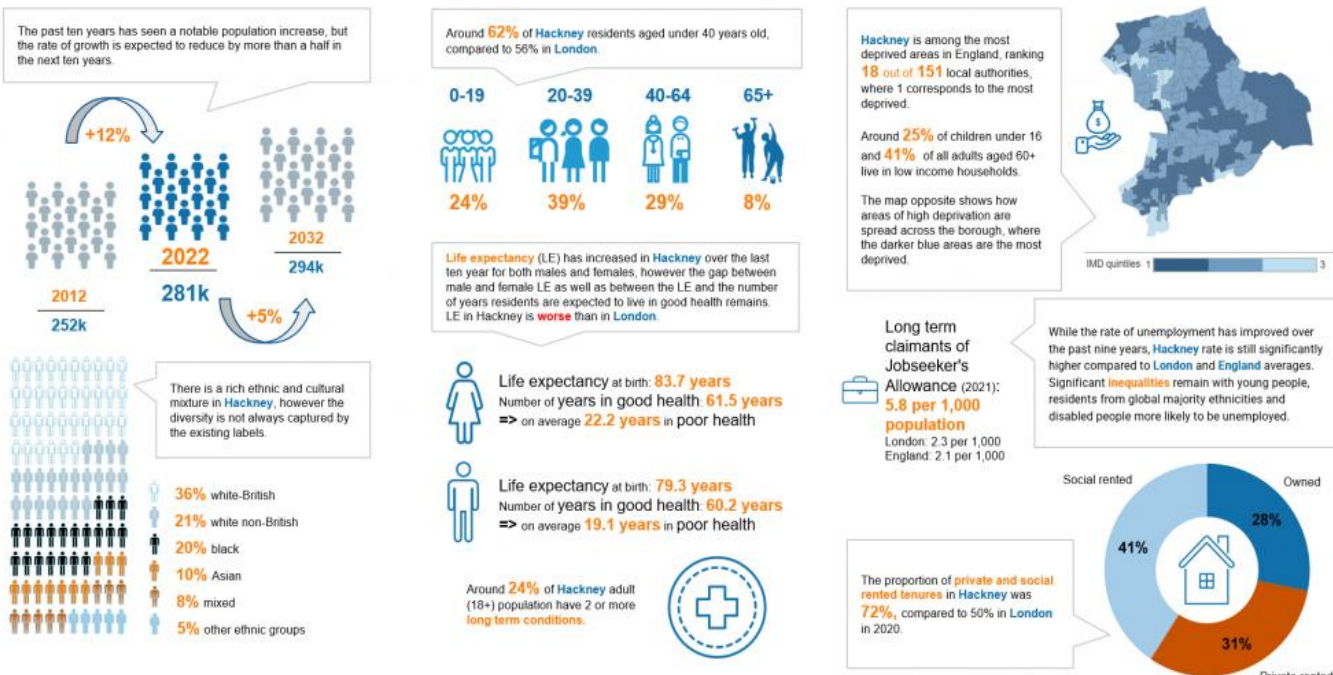 The past ten years has seen a notable population increase, but
the rate of growth is expected to reduce by more than a half in
the next ten years.
+12%
2012
252k
2022
281k
2032
294k
+5%
There is a rich ethnic and cultural
mixture in Hackney, however the
diversity is not always captured by
the existing labels.
36% white-British
21% white non-British
20% black
10% Asian
8% mixed
5% other ethnic groups
Around 62% of Hackney residents aged under 40 years old,
compared to 56% in London.
0-19 20-39 40-64 65+
24% 39% 29% 8%
Life expectancy (LE) has increased in Hackney over the last
ten year for both males and females, however the gap between
male and female LE as well as between the LE and the number
of years residents are expected to live in good health remains.
LE in Hackney is worse than in London.
Life expectancy at birth: 83.7 years
Number of years in good health: 61.5 years
=> on average 22.2 years in poor health
Life expectancy at birth: 79.3 years
Number of years in good health: 60.2 years
=> on average 19.1 years in poor health
Around 24% of Hackney adult
(18+) population have 2 or more
long term conditions.
Hackney is among the most
deprived areas in England, ranking
18 out of 151 local authorities,
where 1 corresponds to the most
deprived.
Around 25% of children under 16
and 41% of all adults aged 60+
live in low income households.
The map opposite shows how
areas of high deprivation are
spread across the borough, where
the darker blue areas are the most
deprived.
$
IMD quintiles 1 3
Long term
claimants of
Jobseeker's
Allowance (2021):
5.8 per 1,000
population
London: 2.3 per 1,000
England: 2.1 per 1,000
While the rate of unemployment has improved over
the past nine years, Hackney rate is still significantly
higher compared to London and England averages.
Significant inequalities remain with young people,
residents from global majority ethnicities and
disabled people more likely to be unemployed.
The proportion of private and social
rented tenures in Hackney was
72%, compared to 50% in London
in 2020.
Social rented
Owned
41%
28%
31%
Private rented